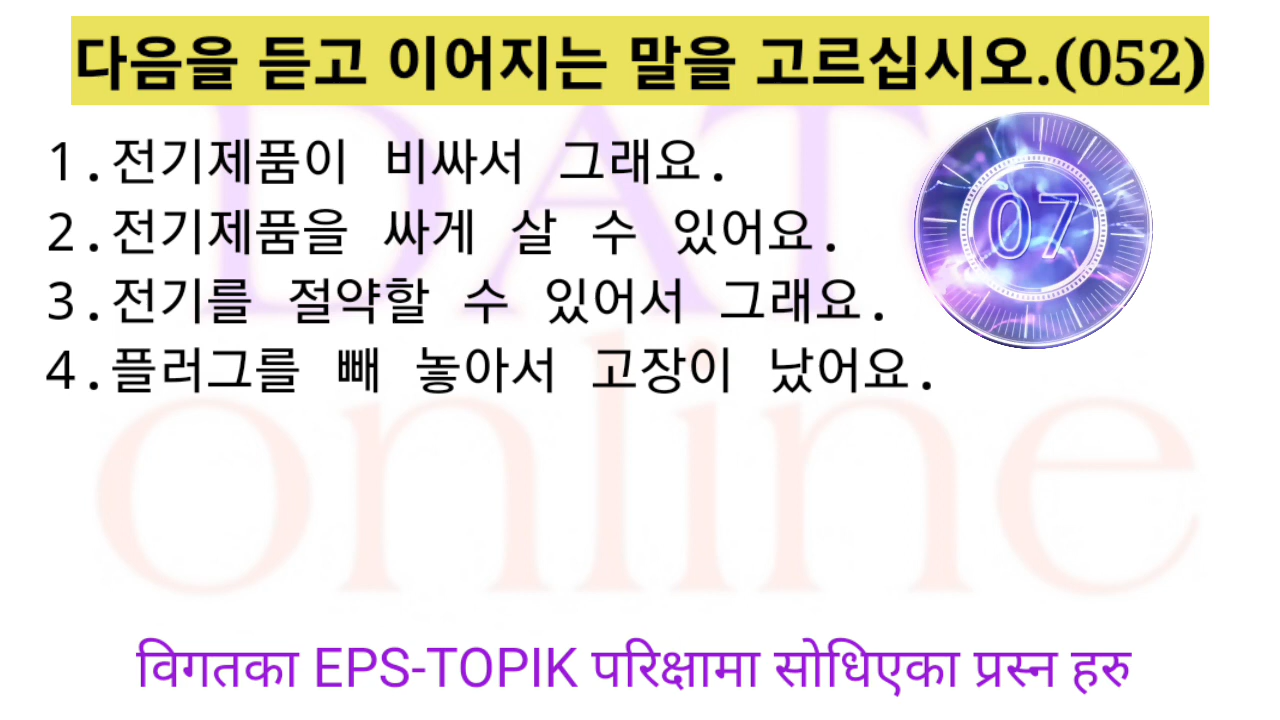 다음을 듣고 이어지는 말을 고르십시오.(052)
1.전기제품이 비싸서 그래요.
2.전기제품을 싸게 살 수 있어요.
3.전기를 절약할 수 있어서 그래요.
4.플러그를 빼 놓아서 고장이 났어요.
07
DAT
online
विगतका EPS-TOPIK परिक्षामा सोधिएका प्रस्न हरु